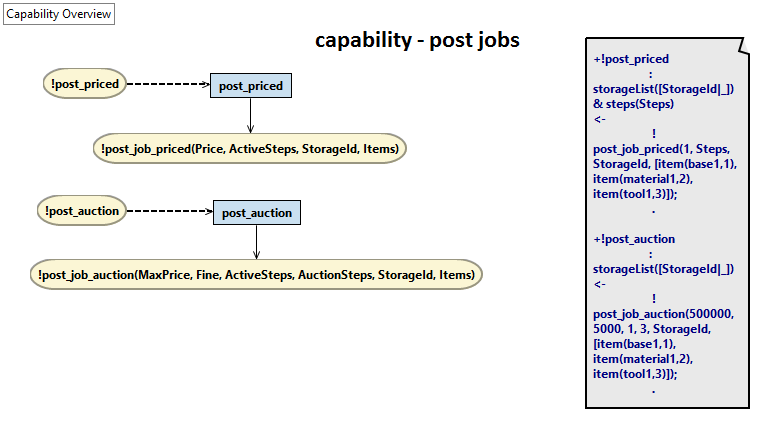 Capability Overview
capability - post jobs
!post_priced
post_priced
!post_job_priced(Price, ActiveSteps, StorageId, Items)
!post_auction
post_auction
!post_job_auction(MaxPrice, Fine, ActiveSteps, AuctionSteps, StorageId, Items)
+!post_priced
:
storageList([StorageId|_])
& steps(Steps)
<-
!
post_job_priced(1, Steps,
StorageId, [item(base1,1),
item(material1,2),
item(tool1,3)]);
.
+!post_auction
:
storageList([StorageId|_])
<-
!
post_job_auction(500000,
5000, 1, 3, StorageId,
[item(base1,1),
item(material1,2),
item(tool1,3)]);
.